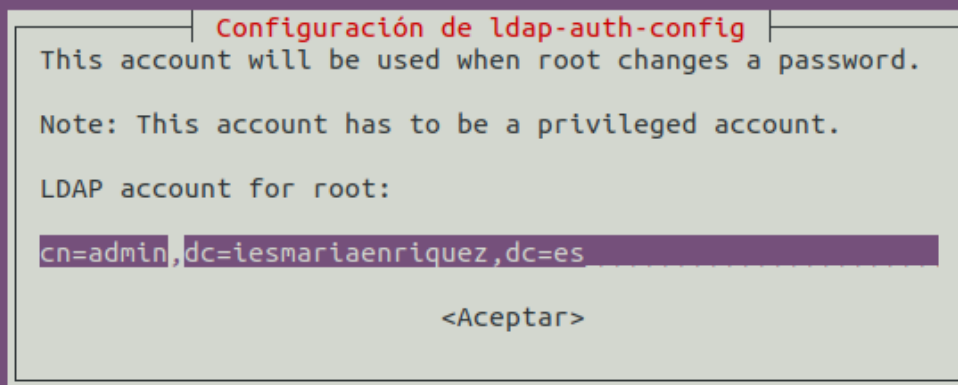 Configuración de ldap-auth-config
This account will be used when root changes a password.
Note: This account has to be a privileged account.
LDAP account for root:
cn=admin,dc=iesmariaenriquez,dc=es
<Aceptar>